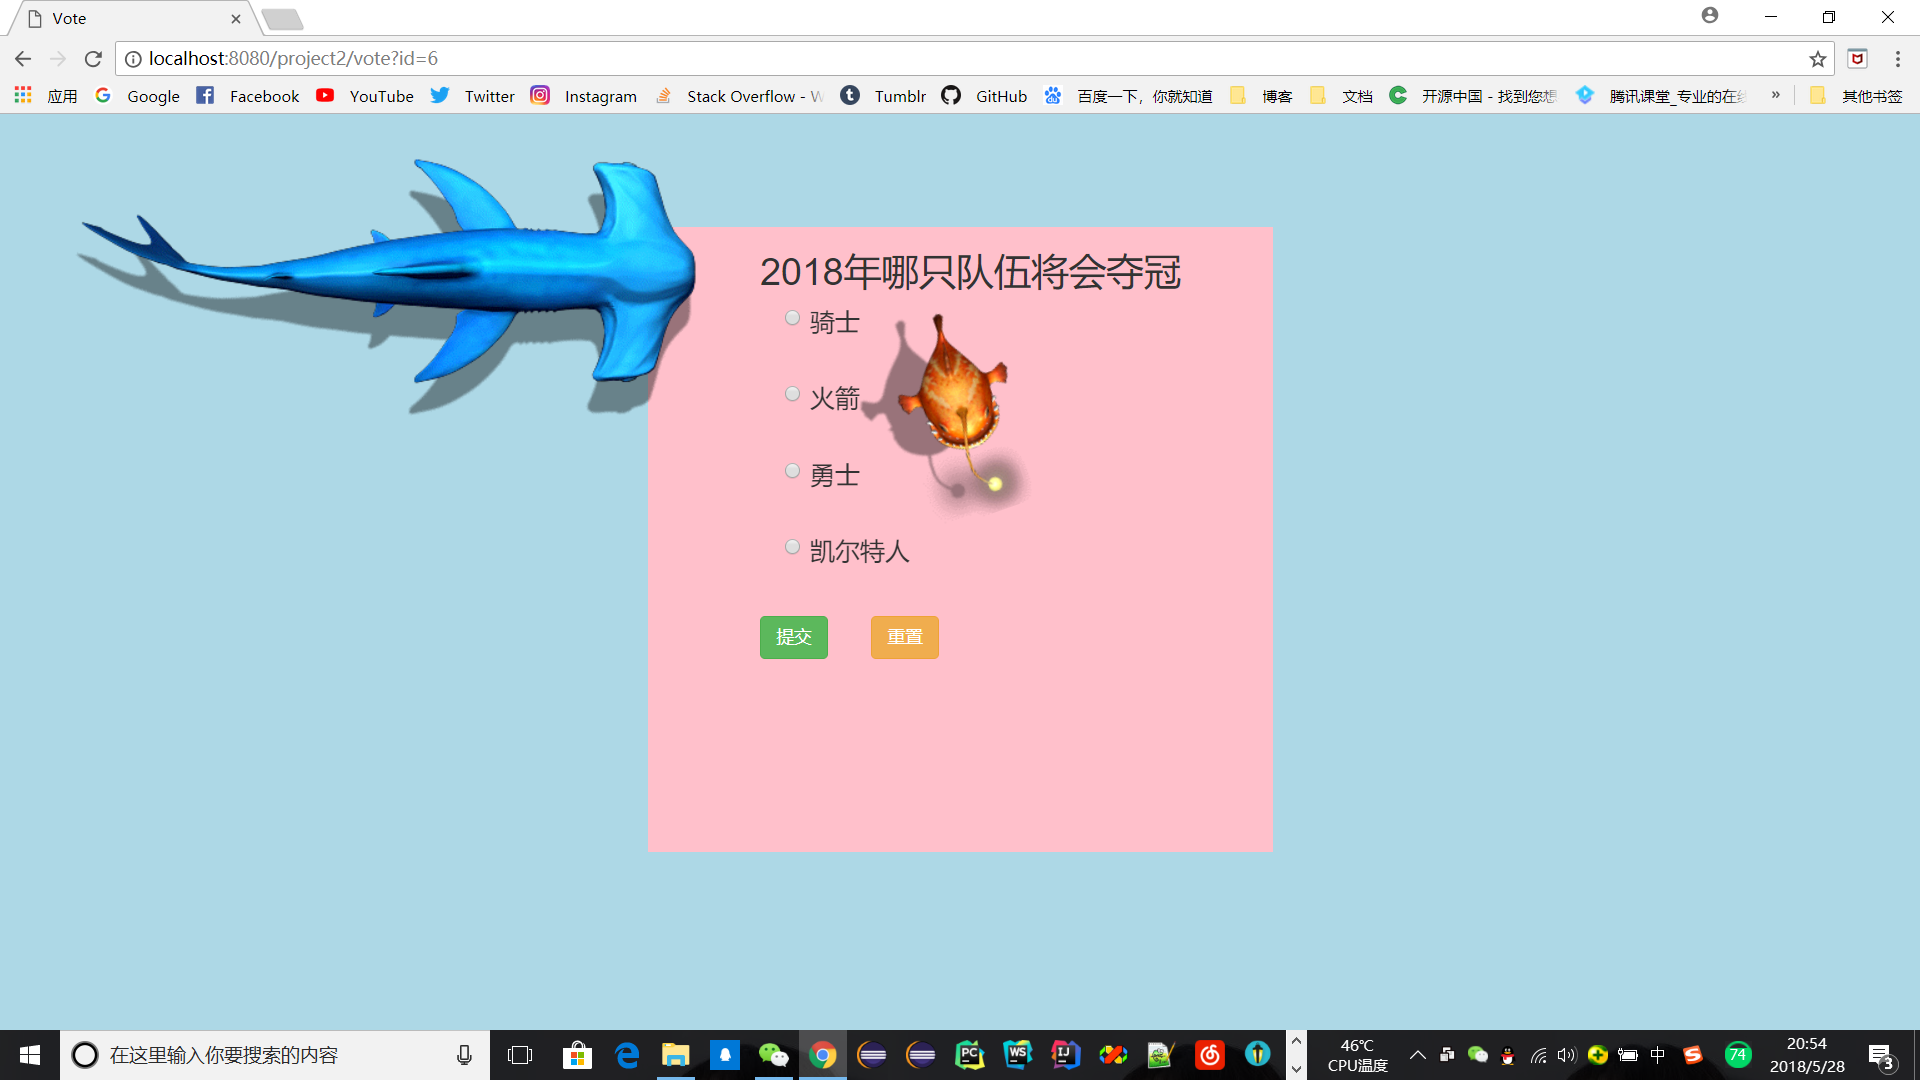 Vote
localhost:8080/project2/vote?id=6
应用 Google Facebook YouTube Twitter Instagram Stack Overflow - W Tumblr GitHub 百度一下，你就知道 博客 文档 开源中国 - 找到您想 腾讯课堂_专业的在 » 其他书签
2018年哪只队伍将会夺冠
骑士
火箭
勇士
凯尔特人
提交 重置
在这里输入你要搜索的内容
46℃
CPU温度
中
74
20:54
2018/5/28
3